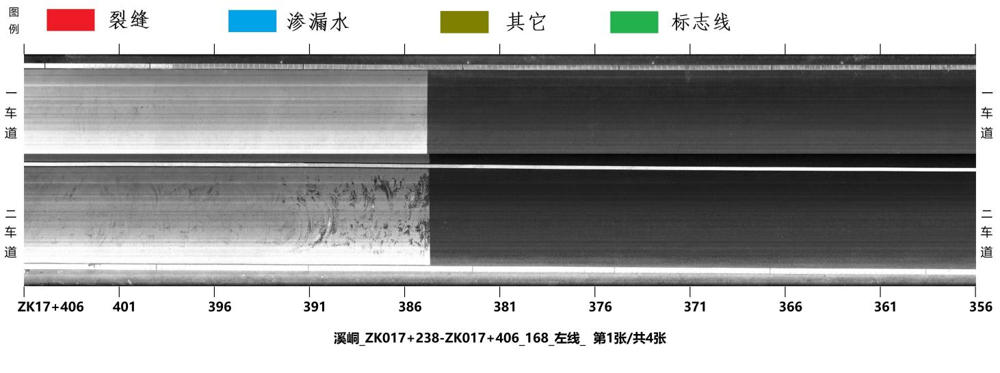 图例
裂缝 渗漏水 其它 标志线
一车道 一车道
二车道 二车道
ZK17+406 401 396 391 386 381 376 371 366 361 356
溪峒_ZK017+238-ZK017+406_168_左线_ 第1张/共4张